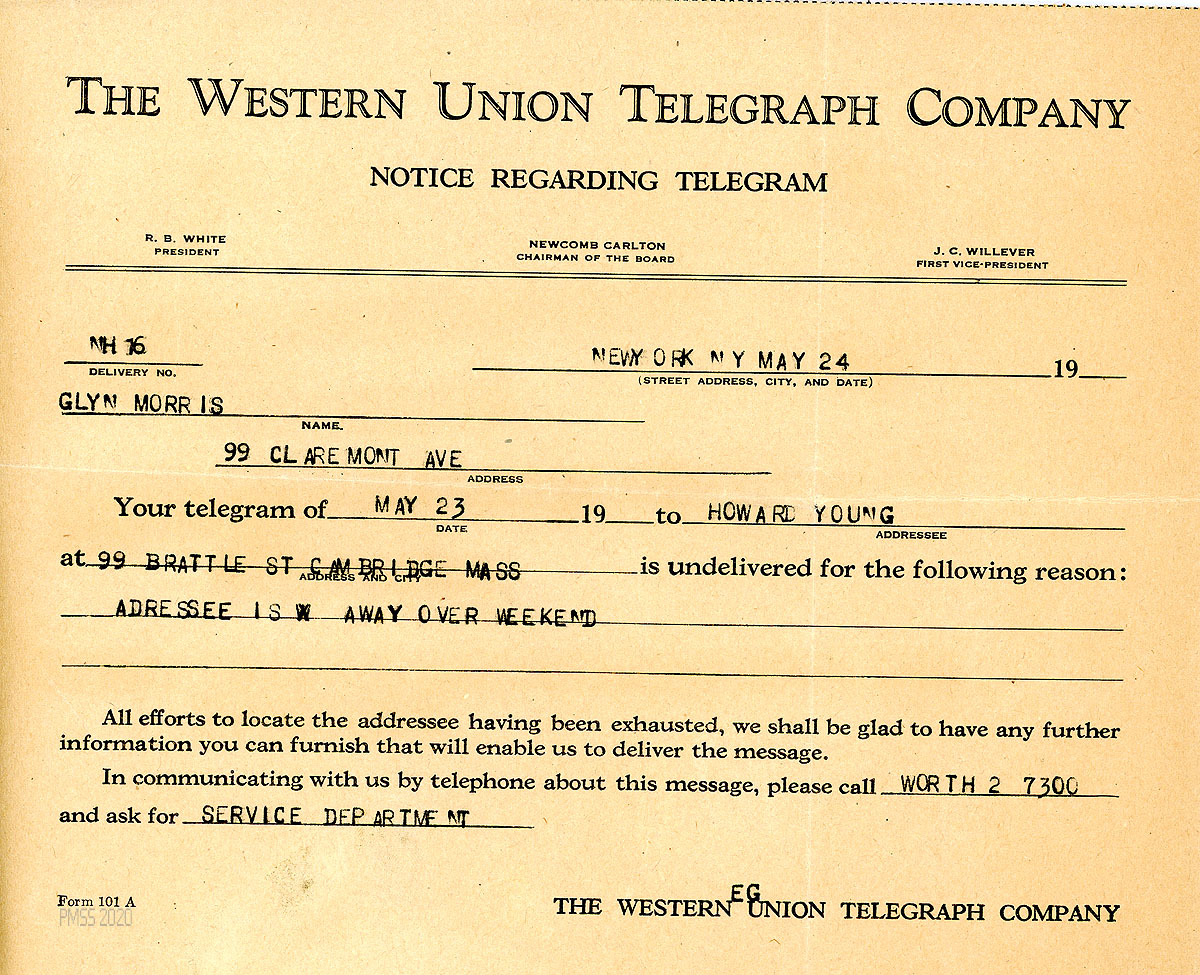 THE WESTERN UNION TELEGRAPH COMPANY
NOTICE REGARDING TELEGRAM
R. B. WHITE
PRESIDENT
NEWCOMB CARLTON
CHAIRMAN OF THE BOARD
J. C. WILLEVER
FIRST VICE-PRESIDENT
NH 16
DELIVERY NO.
NEWYORK NY MAY 24 19
(STREET ADDRESS, CITY, AND DATE)
GLYN MORRIS
NAME
99 CLAREMONT AVE
ADDRESS
Your telegram of MAY 23 19 to HOWARD YOUNG
DATE
ADDRESSEE
at 99 BRATTLE ST CAMBRIDGE MASS is undelivered for the following reason:
ADDRESS AND CITY
ADRESSEE IS W AWAY OVER WEEKEND
All efforts to locate the addressee having been exhausted, we shall be glad to have any further
information you can furnish that will enable us to deliver the message.
In communicating with us by telephone about this message, please call WORTH 2 7300
and ask for SERVICE DEPARTMENT
Form 101 A
PMSS 2020
EG
THE WESTERN UNION TELEGRAPH COMPANY